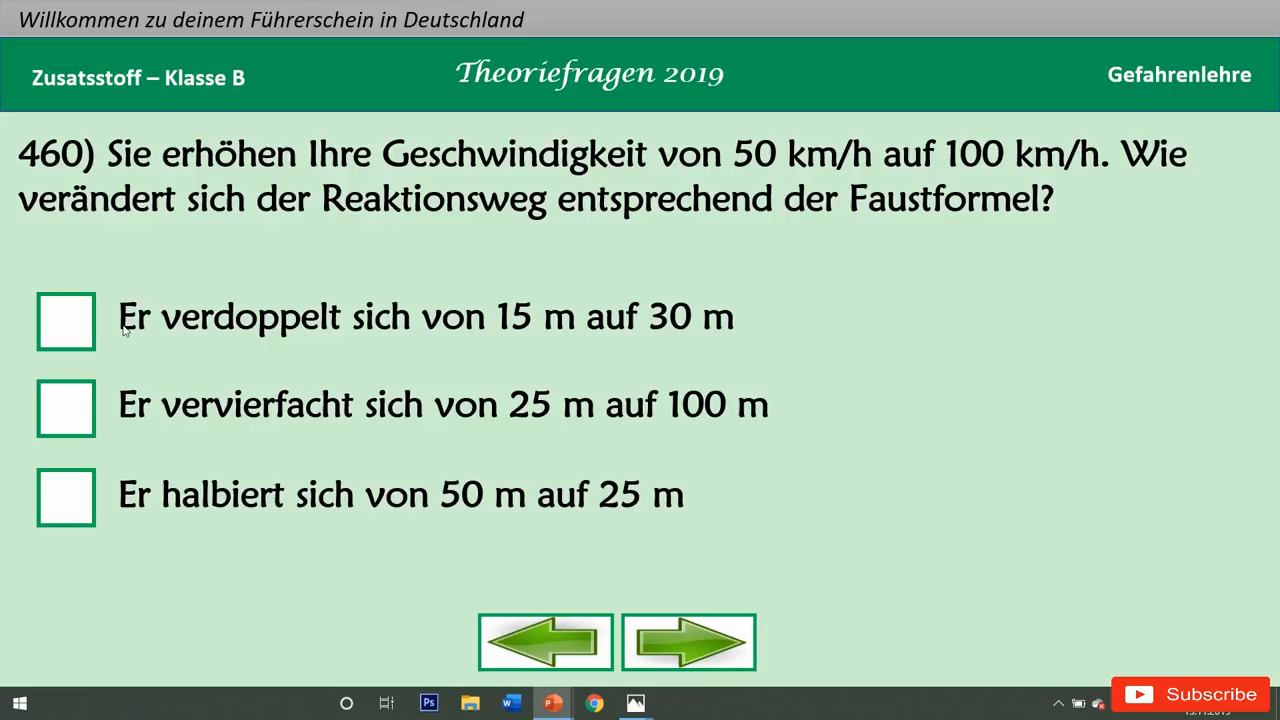 Willkommen zu deinem Führerschein in Deutschland
Zusatsstoff – Klasse B
Theoriefragen 2019
Gefahrenlehre
460) Sie erhöhen Ihre Geschwindigkeit von 50 km/h auf 100 km/h. Wie
verändert sich der Reaktionsweg entsprechend der Faustformel?
Er verdoppelt sich von 15 m auf 30 m
Er vervierfacht sich von 25 m auf 100 m
Er halbiert sich von 50 m auf 25 m
Ps
W
P
Subscribe